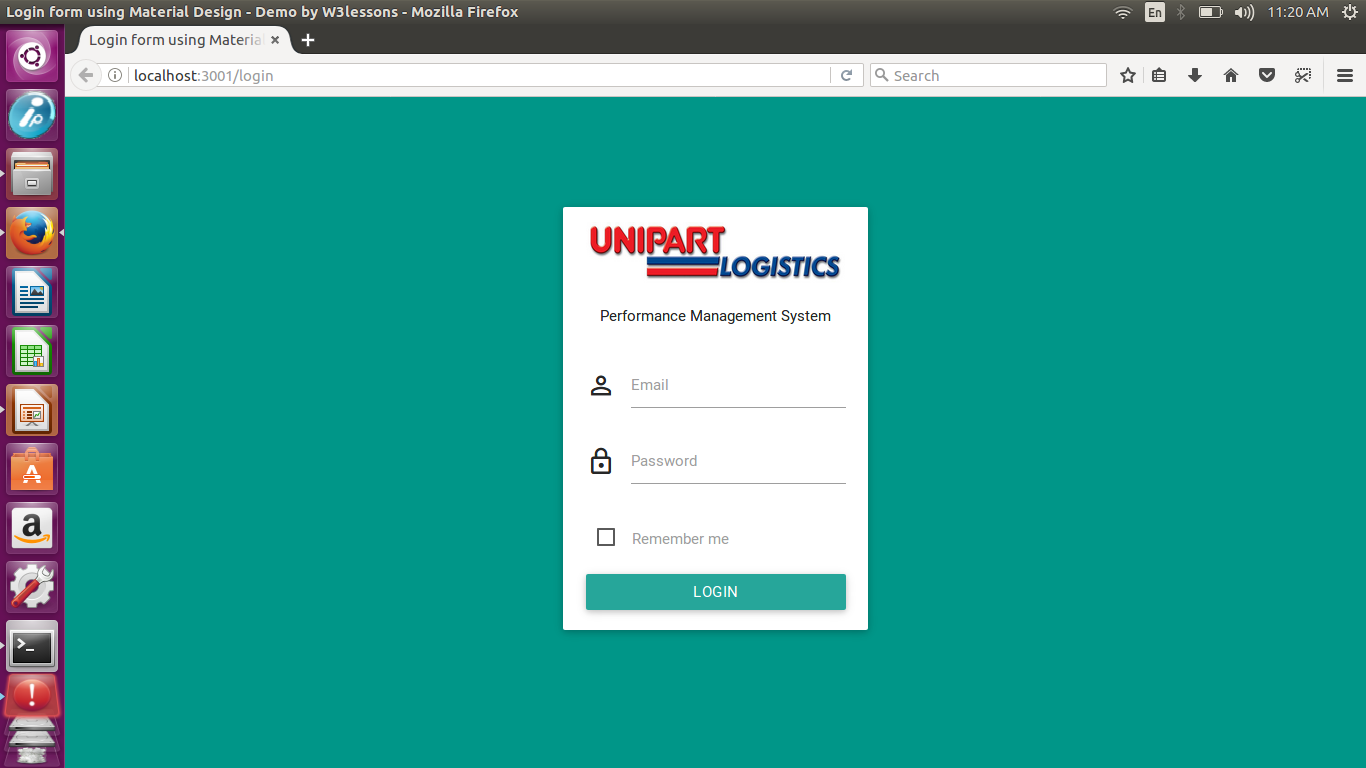 Login form using Material Design - Demo by W3lessons - Mozilla Firefox
En
11:20 AM
Login form using Materia
localhost:3001/login
Search
UNIPART
LOGISTICS
Performance Management System
Email
Password
Remember me
LOGIN